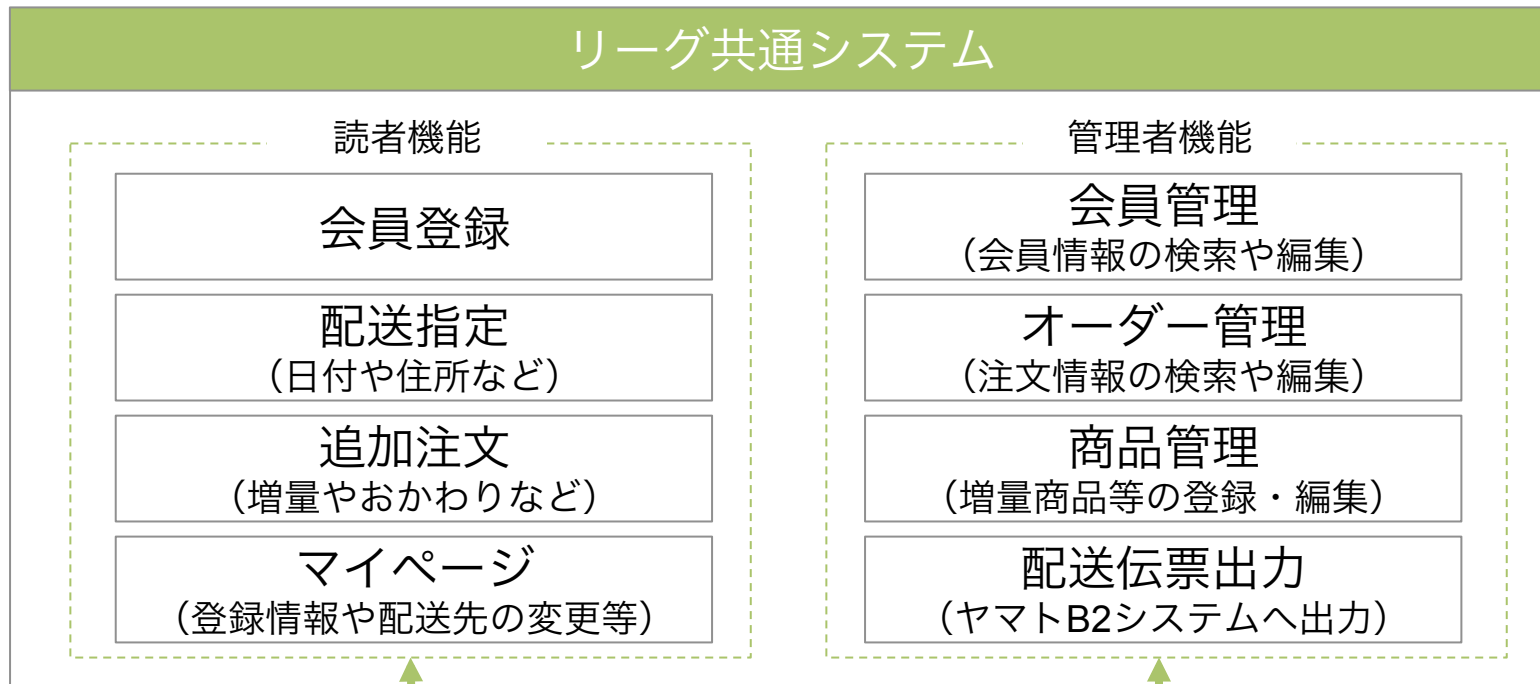 リーグ共通システム
読者機能
会員登録
配送指定
（日付や住所など）
追加注文
（増量やおかわりなど）
マイページ
（登録情報や配送先の変更等）
管理者機能
会員管理
（会員情報の検索や編集）
オーダー管理
（注文情報の検索や編集）
商品管理
（増量商品等の登録・編集）
配送伝票出力
（ヤマトB2システムへ出力）